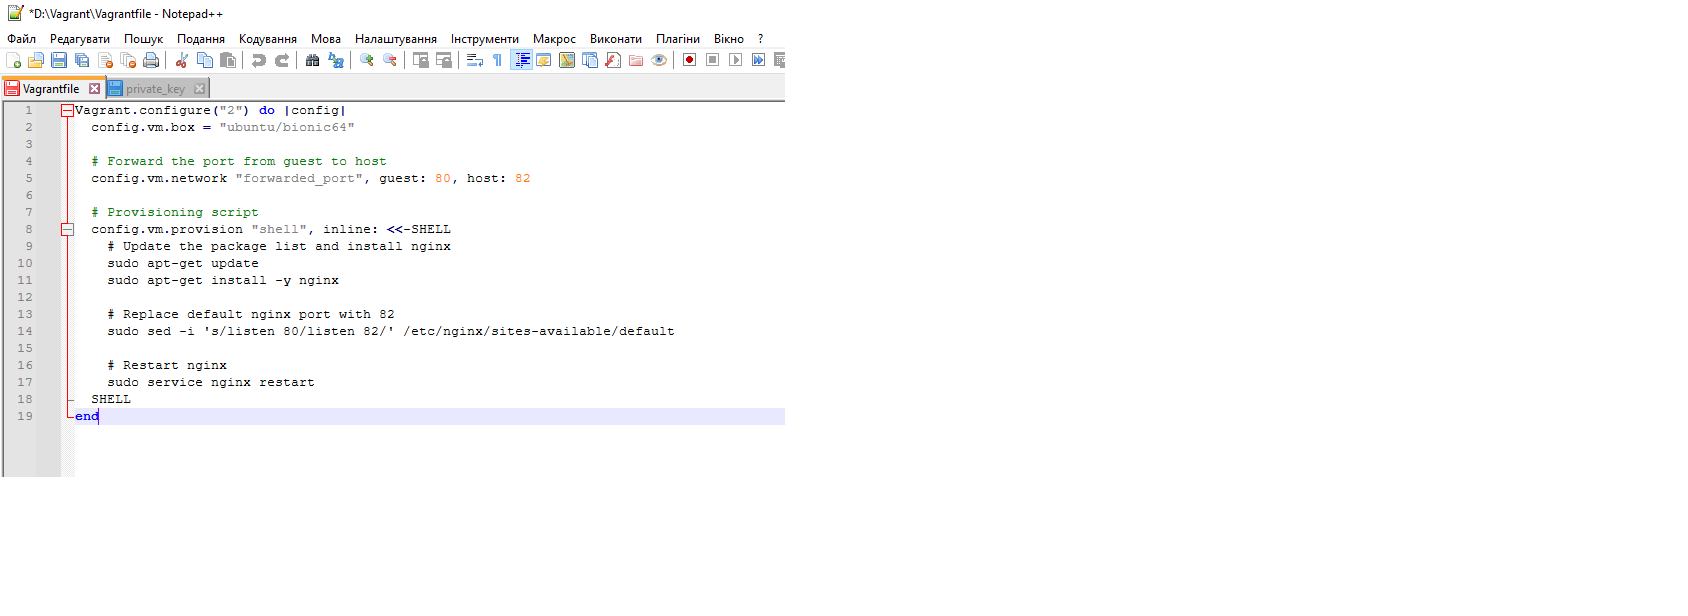 *D:\Vagrant\Vagrantfile - Notepad++
Файл Редагувати Пошук Подання Кодування Мова Налаштування Інструменти Макрос Виконати Плагіни Вікно ?
Vagrantfile private_key
1 Vagrant.configure("2") do |config|
2 config.vm.box = "ubuntu/bionic64"
3
4 # Forward the port from guest to host
5 config.vm.network "forwarded_port", guest: 80, host: 82
6
7 # Provisioning script
8 config.vm.provision "shell", inline: <<-SHELL
9 # Update the package list and install nginx
10 sudo apt-get update
11 sudo apt-get install -y nginx
12
13 # Replace default nginx port with 82
14 sudo sed -i 's/listen 80/listen 82/' /etc/nginx/sites-available/default
15
16 # Restart nginx
17 sudo service nginx restart
18 SHELL
19 end